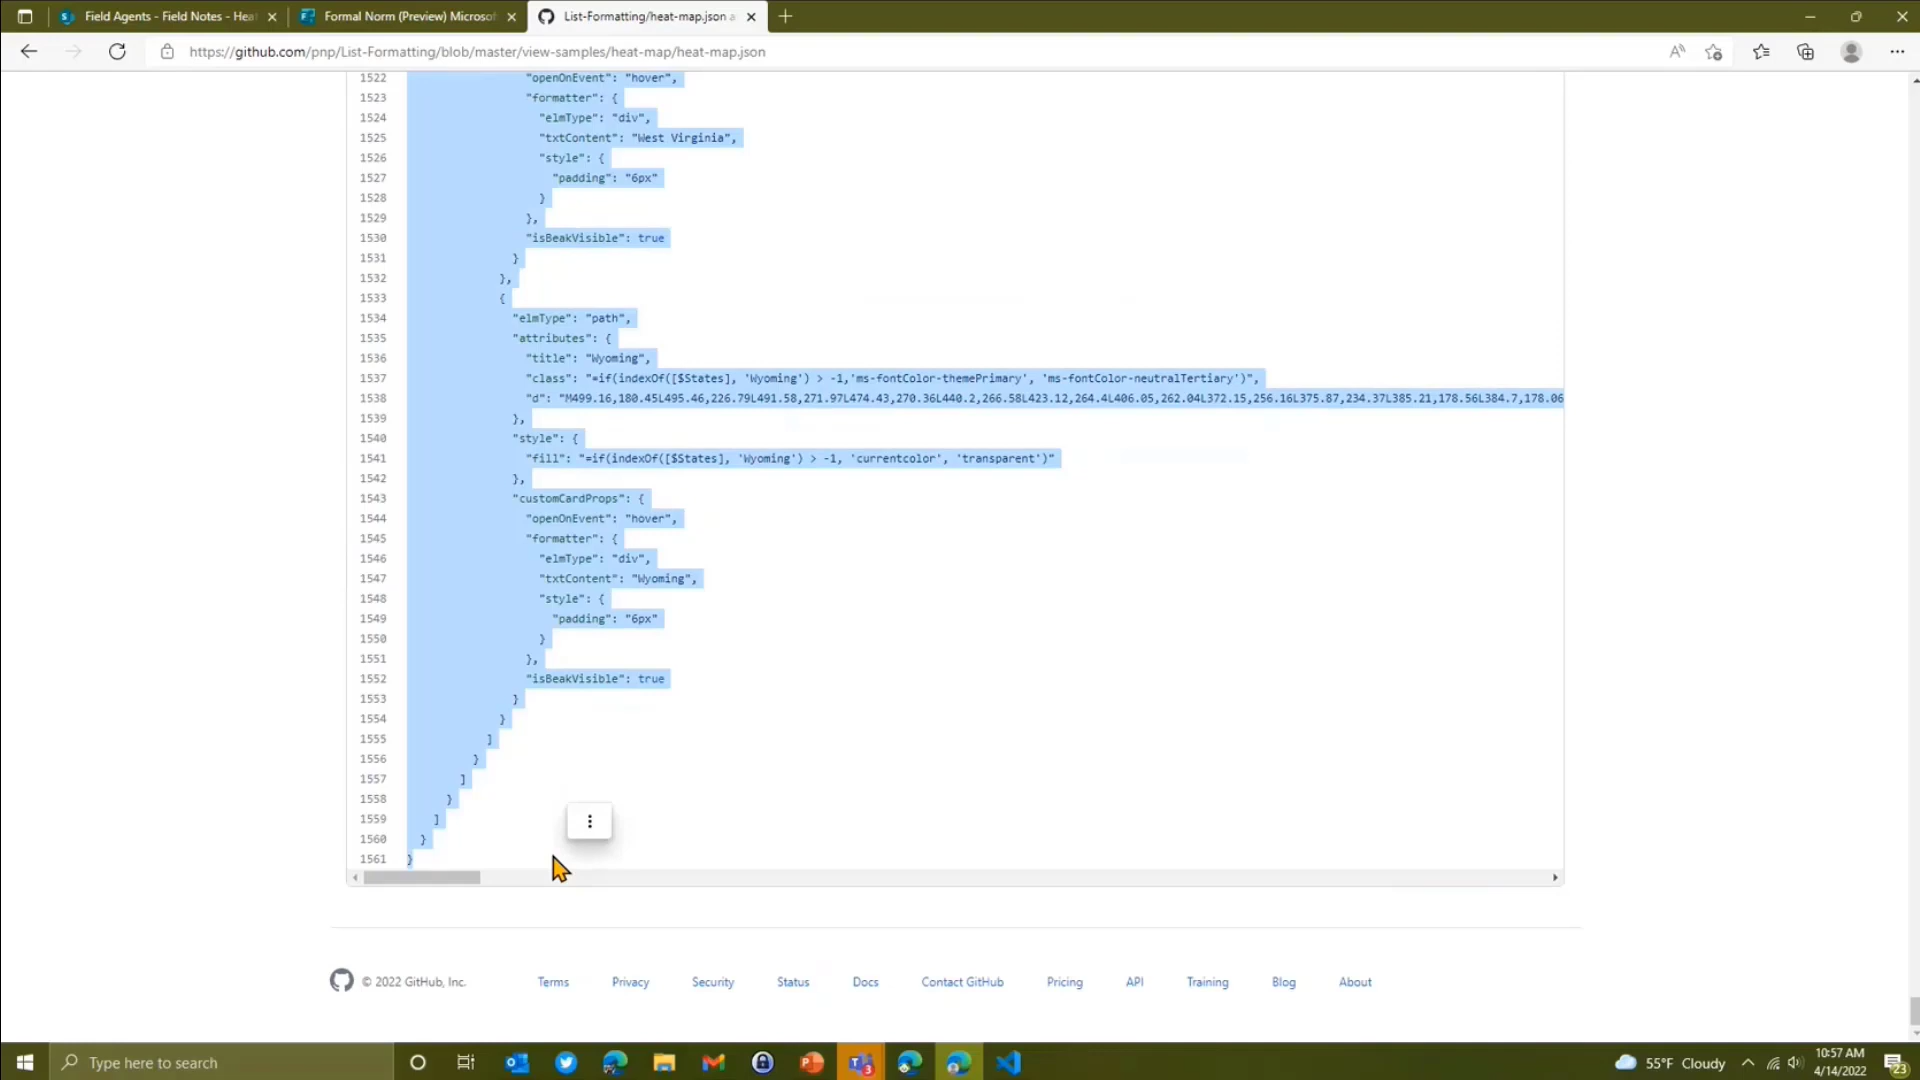 Field Agents - Field Notes - Hea
Formal Norm (Preview) Microsof
List-Formatting/heat-map.json a
https://github.com/pnp/List-Formatting/blob/master/view-samples/heat-map/heat-map.json
1522 "openOnEvent": "hover",
1523 "formatter": {
1524 "elmType": "div",
1525 "txtContent": "West Virginia",
1526 "style": {
1527 "padding": "6px"
1528 }
1529 },
1530 "isBeakVisible": true
1531 }
1532 },
1533 {
1534 "elmType": "path",
1535 "attributes": {
1536 "title": "Wyoming",
1537 "class": "=if(indexOf([$States], 'Wyoming') > -1,'ms-fontColor-themePrimary', 'ms-fontColor-neutralTertiary')",
1538 "d": "M499.16,180.45L495.46,226.79L491.58,271.97L474.43,270.36L440.2,266.58L423.12,264.4L406.05,262.04L372.15,256.16L375.87,234.37L385.21,178.56L384.7,178.06
1539 },
1540 "style": {
1541 "fill": "=if(indexOf([$States], 'Wyoming') > -1, 'currentcolor', 'transparent')"
1542 },
1543 "customCardProps": {
1544 "openOnEvent": "hover",
1545 "formatter": {
1546 "elmType": "div",
1547 "txtContent": "Wyoming",
1548 "style": {
1549 "padding": "6px"
1550 }
1551 },
1552 "isBeakVisible": true
1553 }
1554 }
1555 ]
1556 }
1557 ]
1558 }
1559 ]
1560 }
1561 }
© 2022 GitHub, Inc. Terms Privacy Security Status Docs Contact GitHub Pricing API Training Blog About
Type here to search
55°F Cloudy
10:57 AM
4/14/2022
23